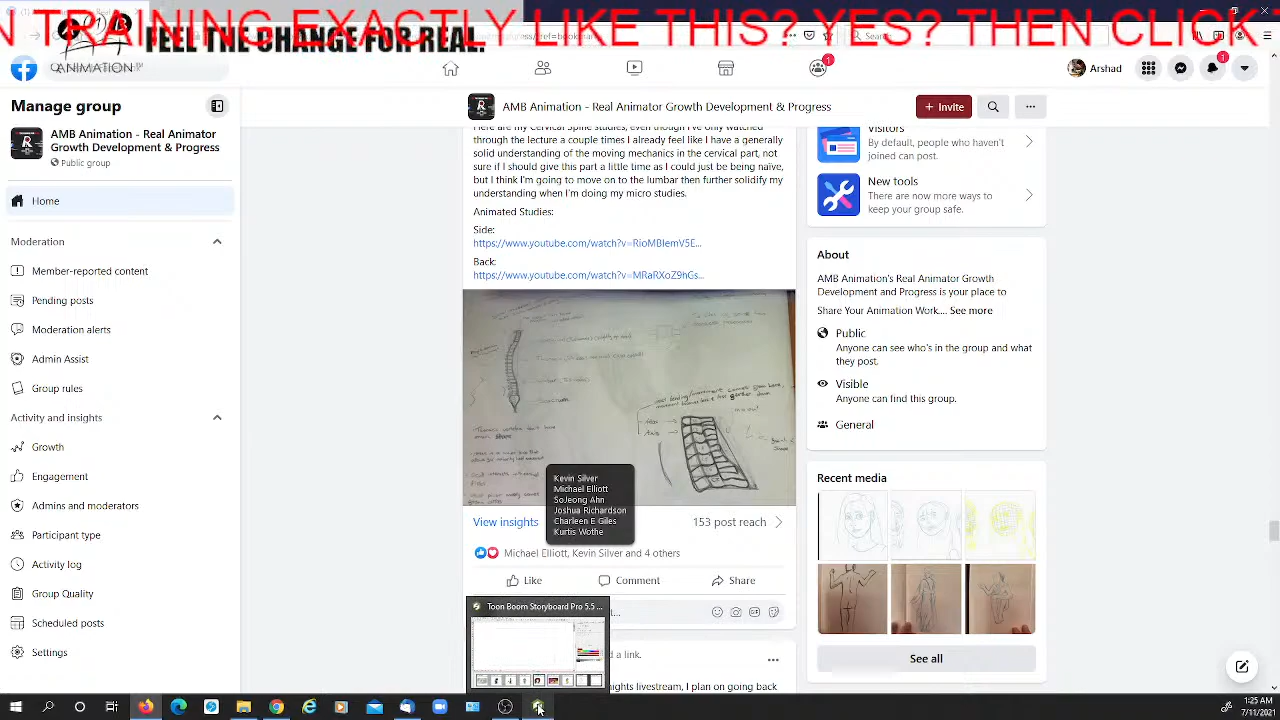 N TRAINING EXACTLY LIKE THIS? YES? THEN CLICK
FEEL THE CHANGE FOR REAL.
ANIMATION
Search
Arshad
Manage group
AMB Animation - Real Animator
Growth Development & Progress
Public group
Home
Moderation
Member-reported content
Pending posts
Moderation alerts
Admin Assist
Group rules
Activity and insights
Growth
Engagement
Admins and moderators
Participant type
Activity log
Group Quality
Scheduled posts
Settings
AMB Animation - Real Animator Growth Development & Progress
+ Invite
Here are my Cervical Spine studies, even though I've only watched
through the lecture a couple times I already feel like I have a generally
solid understanding of the moving mechanics in the cervical part, not
sure if I should give this part a little time as I could just be being naïve,
but I think I'm going to move on to the lumbar then further solidify my
understanding when I'm doing my micro studies.
Animated Studies:
Side:
https://www.youtube.com/watch?v=RioMBIemV5E...
Back:
https://www.youtube.com/watch?v=MRaRXoZ9hGs...
Kevin Silver
Michael Elliott
SoJeong Ahn
Joshua Richardson
Charleen E Giles
Kurtis Wothe
View insights
153 post reach
Michael Elliott, Kevin Silver and 4 others
Like
Comment
Share
Toon Boom Storyboard Pro 5.5 ...
d a link.
ights livestream, I plan on going back
Visitors
By default, people who haven't
joined can post.
New tools
There are now more ways to
keep your group safe.
About
AMB Animation's Real Animator Growth
Development and Progress is your place to
Share Your Animation Work.... See more
Public
Anyone can see who's in the group and what
they post.
Visible
Anyone can find this group.
General
Recent media
See all
1:25 AM
7/11/2021